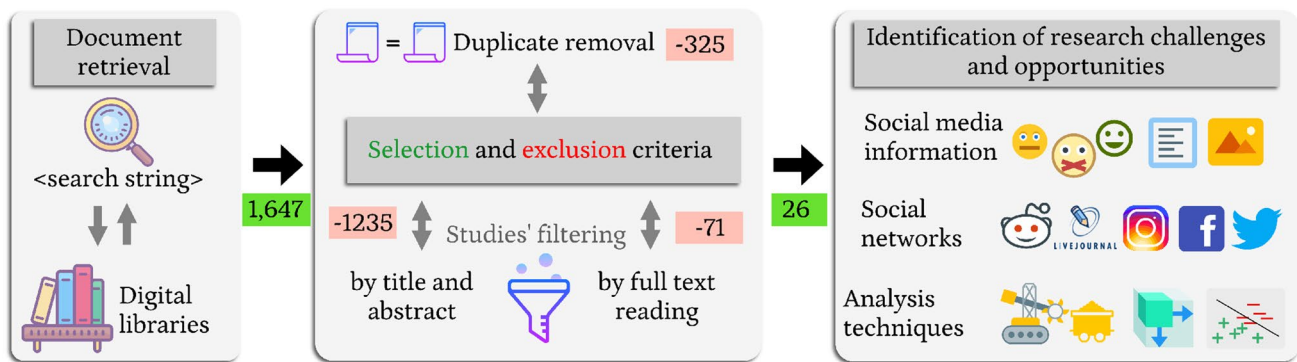 Document
retrieval
<search string>
Digital
libraries
1,647
= Duplicate removal -325
Selection and exclusion criteria
-1235
Studies' filtering
-71
by title and
abstract
by full text
reading
26
Identification of research challenges
and opportunities
Social media
information
Social
networks
LIVEJOURNAL
f
Analysis
techniques